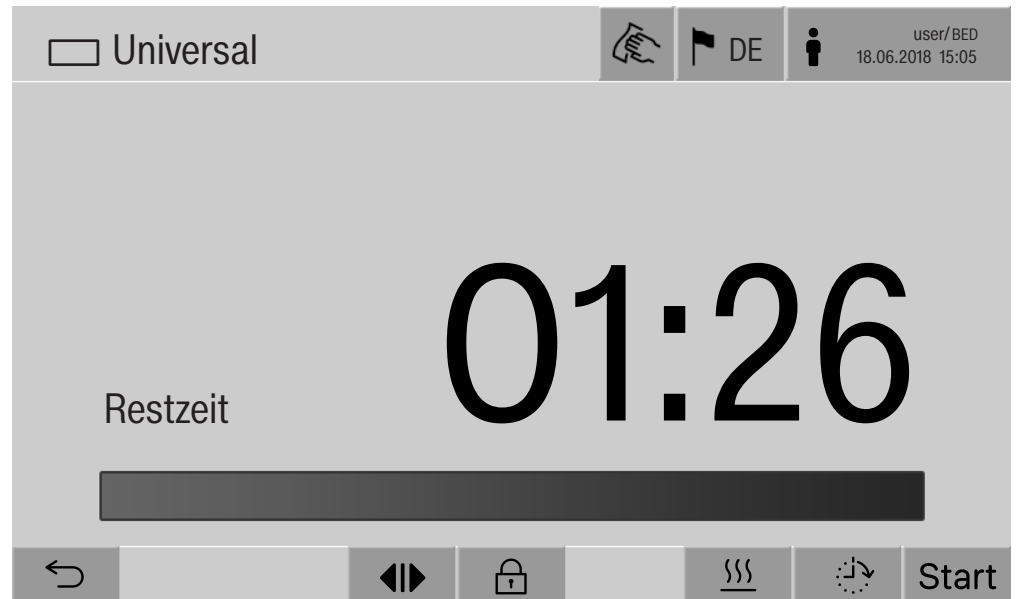 Universal
DE
user/BED
18.06.2018 15:05
01:26
Restzeit
Start